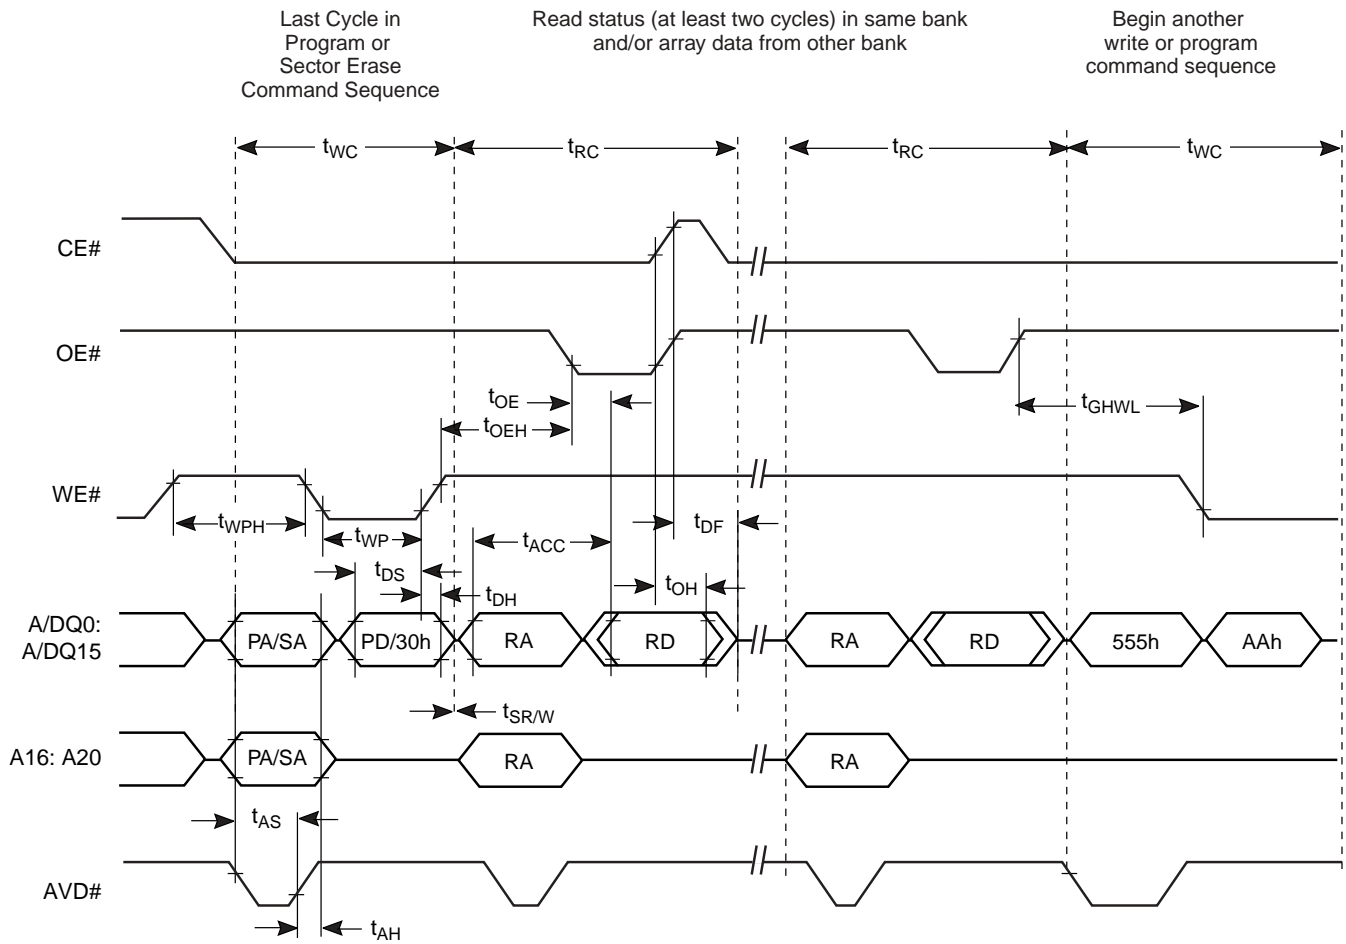 Last Cycle in
Program or
Sector Erase
Command Sequence
Read status (at least two cycles) in same bank
and/or array data from other bank
Begin another
write or program
command sequence
tWC
tRC
tRC
tWC
CE#
OE#
tOE
tOEH
tGHWL
WE#
tWPH
tWP
tACC
tDF
tDS
tDH
tOH
A/DQ0:
A/DQ15
PA/SA
PD/30h
RA
RD
RA
RD
555h
AAh
tSR/W
A16: A20
PA/SA
RA
RA
tAS
AVD#
tAH